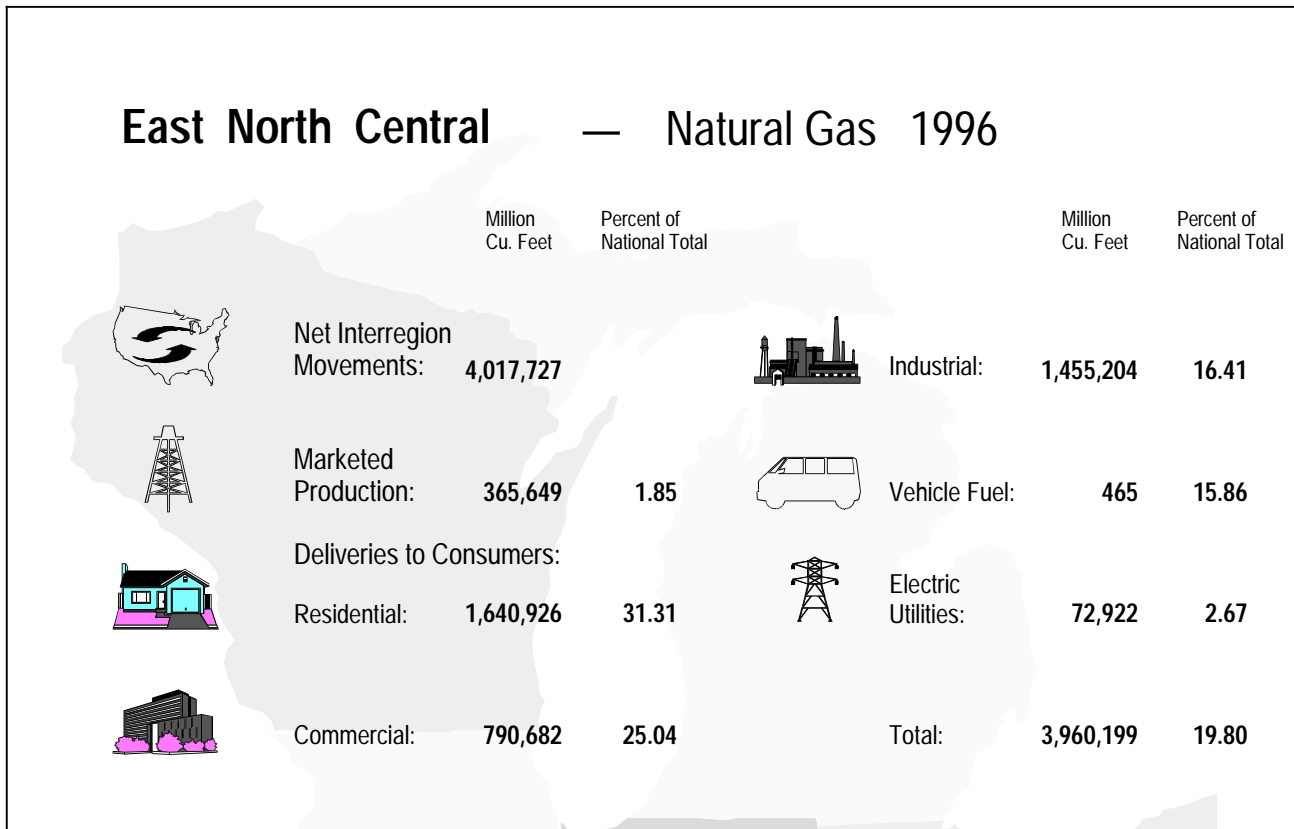 East North Central — Natural Gas 1996
Million Percent of
Cu. Feet National Total
Net Interregion
Movements: 4,017,727
Marketed
Production: 365,649 1.85
Deliveries to Consumers:
Residential: 1,640,926 31.31
Commercial: 790,682 25.04
Million Percent of
Cu. Feet National Total
Industrial: 1,455,204 16.41
Vehicle Fuel: 465 15.86
Electric
Utilities: 72,922 2.67
Total: 3,960,199 19.80